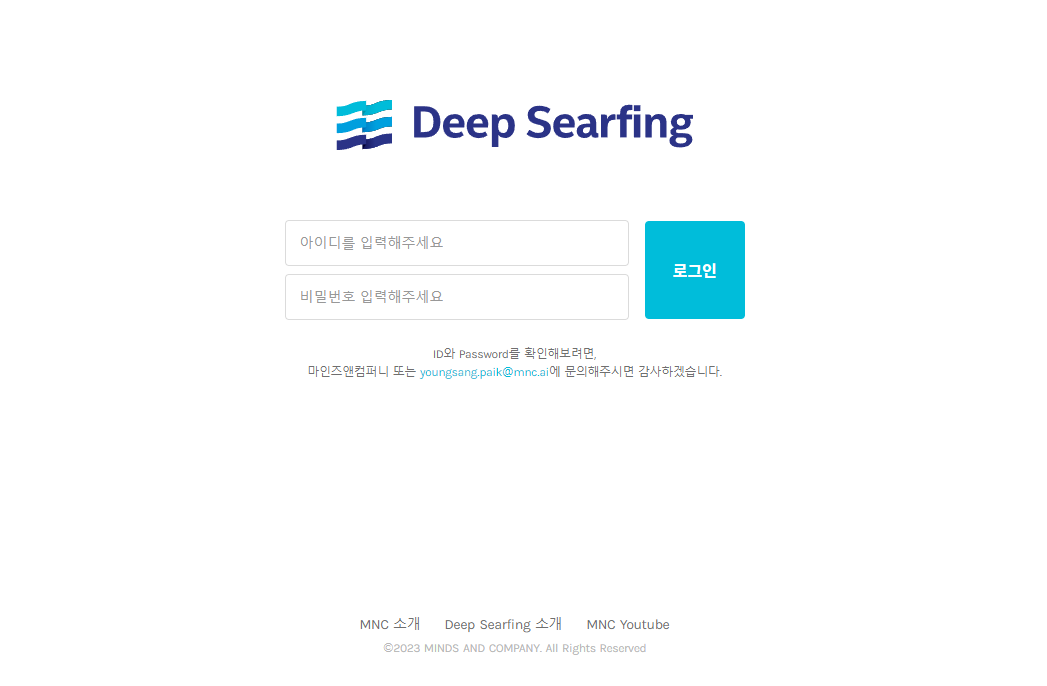 Deep Searfing
아이디를 입력해주세요
비밀번호 입력해주세요
로그인
ID와 Password를 확인해보려면,
마인즈앤컴퍼니 또는 youngsang.paik@mnc.ai에 문의해주시면 감사하겠습니다.
MNC 소개 Deep Searfing 소개 MNC Youtube
©2023 MINDS AND COMPANY. All Rights Reserved